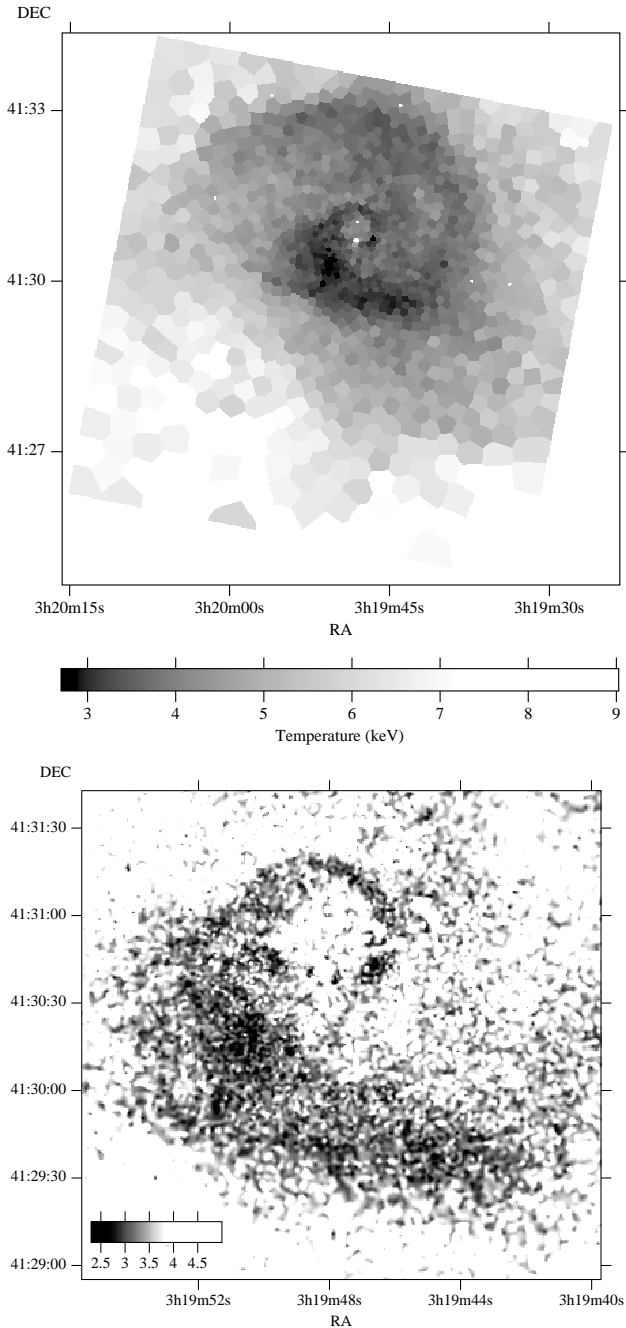 DEC
41:33
41:30
41:27
3h20m15s 3h20m00s 3h19m45s 3h19m30s
RA
3 4 5 6 7 8 9
Temperature (keV)
DEC
41:31:30
41:31:00
41:30:30
41:30:00
41:29:30
2.5 3 3.5 4 4.5
41:29:00
3h19m52s 3h19m48s 3h19m44s 3h19m40s
RA